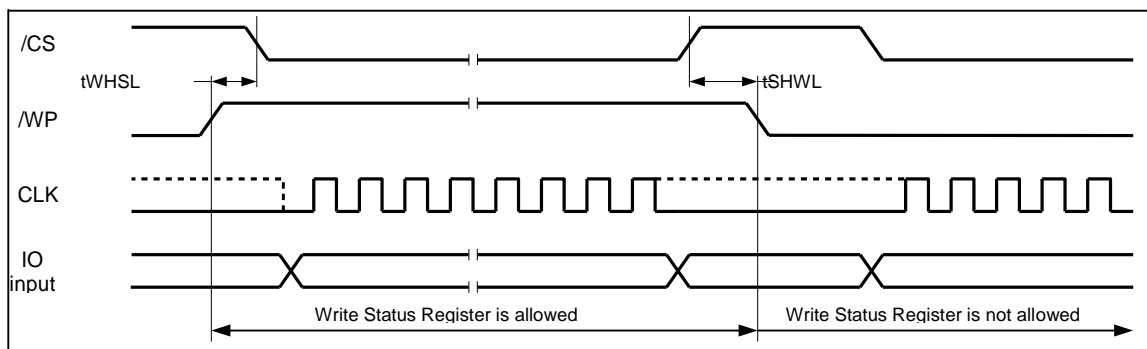 /CS
tWHSL
tSHWL
/WP
CLK
IO
input
Write Status Register is allowed
Write Status Register is not allowed